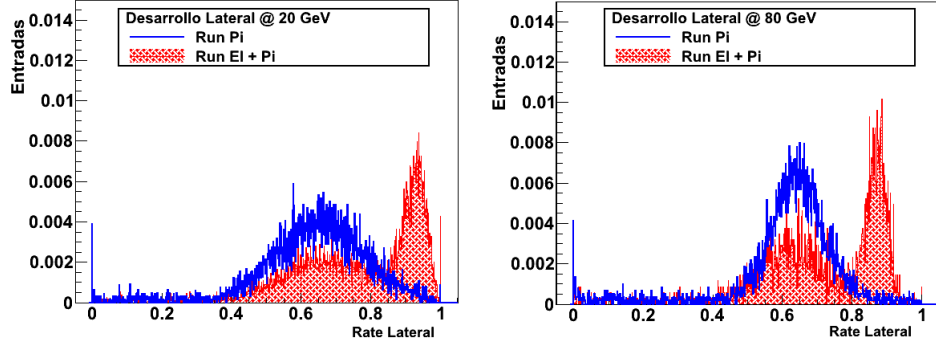 Desarrollo Lateral @ 20 GeV
Run Pi
Run El + Pi
Entradas
0.014
0.012
0.01
0.008
0.006
0.004
0.002
0
0 0.2 0.4 0.6 0.8 1
Rate Lateral
Desarrollo Lateral @ 80 GeV
Run Pi
Run El + Pi
Entradas
0.014
0.012
0.01
0.008
0.006
0.004
0.002
0
0 0.2 0.4 0.6 0.8 1
Rate Lateral